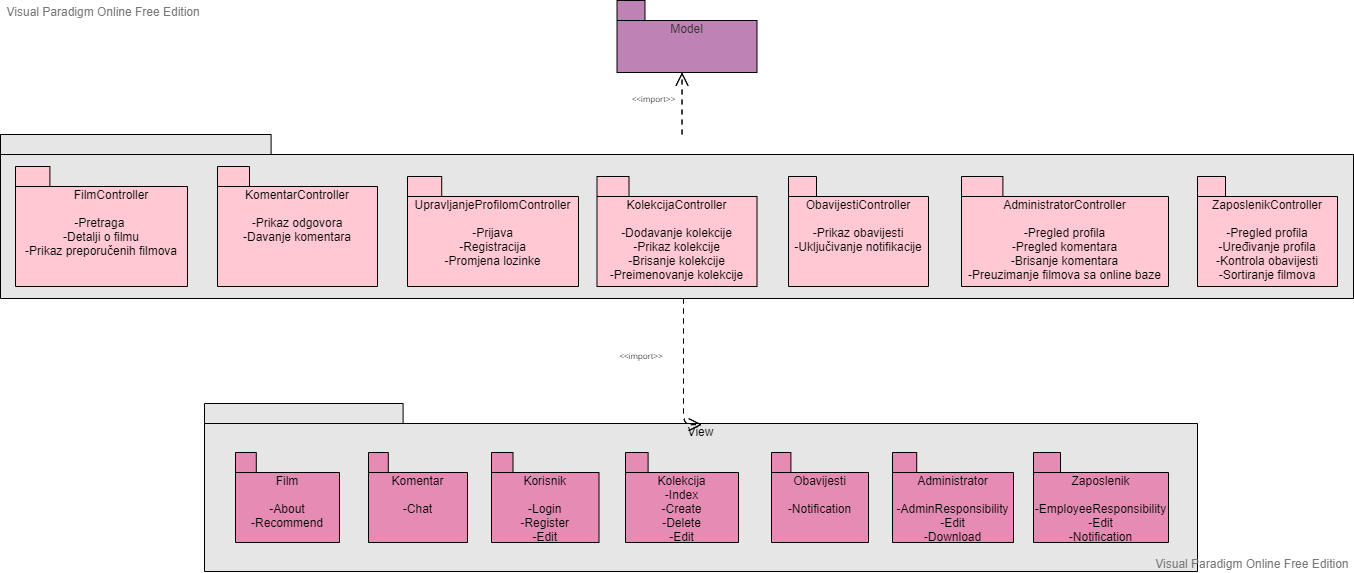 Visual Paradigm Online Free Edition
Model
<<import>>
FilmController
-Pretraga
-Detalji o filmu
-Prikaz preporučenih filmova
KomentarController
-Prikaz odgovora
-Davanje komentara
UpravljanjeProfilomController
-Prijava
-Registracija
-Promjena lozinke
KolekcijaController
-Dodavanje kolekcije
-Prikaz kolekcije
-Brisanje kolekcije
-Preimenovanje kolekcije
ObavijestiController
-Prikaz obavijesti
-Uključivanje notifikacije
AdministratorController
-Pregled profila
-Pregled komentara
-Brisanje komentara
-Preuzimanje filmova sa online baze
ZaposlenikController
-Pregled profila
-Uređivanje profila
-Kontrola obavijesti
-Sortiranje filmova
<<import>>
View
Film
-About
-Recommend
Komentar
-Chat
Korisnik
-Login
-Register
-Edit
Kolekcija
-Index
-Create
-Delete
-Edit
Obavijesti
-Notification
Administrator
-AdminResponsibility
-Edit
-Download
Zaposlenik
-EmployeeResponsibility
-Edit
-Notification
Visual Paradigm Online Free Edition